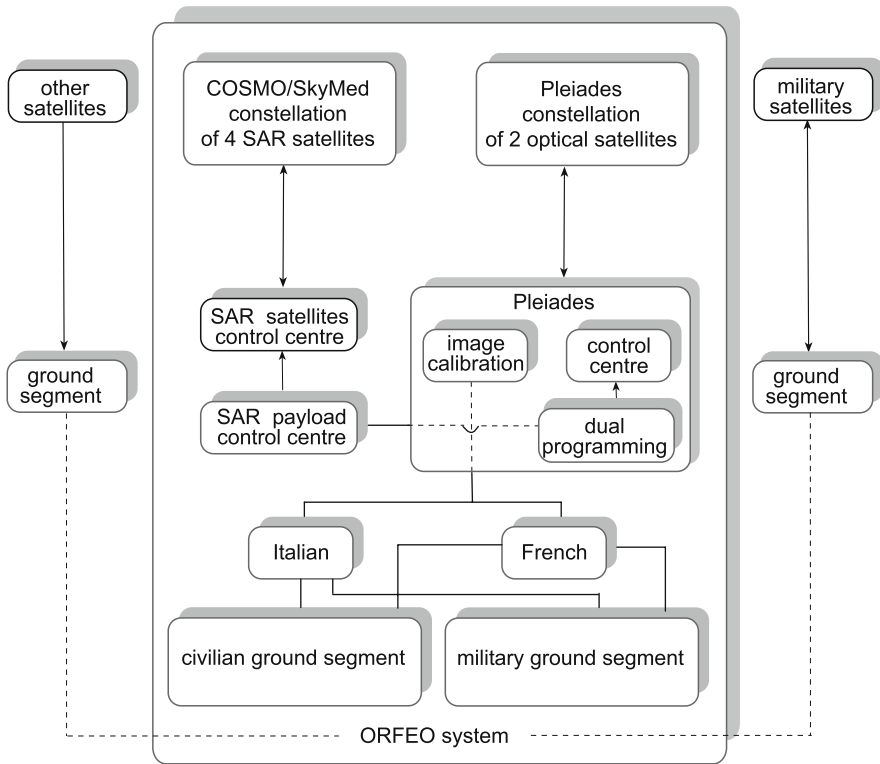 other
satellites
COSMO/SkyMed
constellation
of 4 SAR satellites
Pleiades
constellation
of 2 optical satellites
military
satellites
SAR satellites
control centre
Pleiades
image
calibration
control
centre
ground
segment
ground
segment
SAR payload
control centre
dual
programming
Italian
French
civilian ground segment
military ground segment
ORFEO system